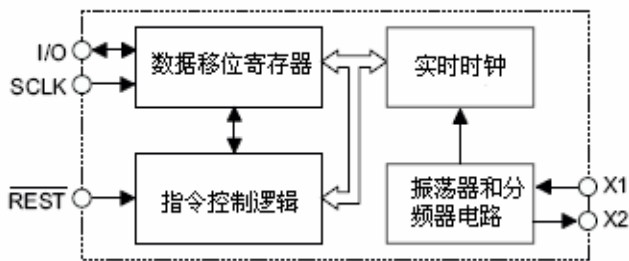 I/O
SCLK
数据移位寄存器
实时时钟
REST
指令控制逻辑
振荡器和分
频器电路
X1
X2